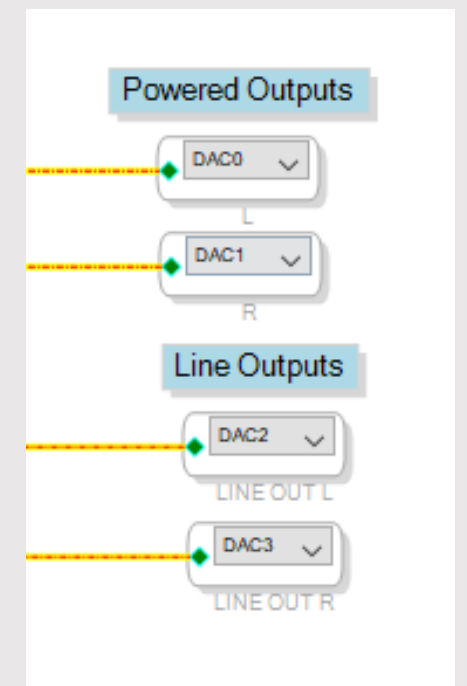 Powered Outputs
DAC0
L
DAC1
R
Line Outputs
DAC2
LINE OUT L
DAC3
LINE OUT R